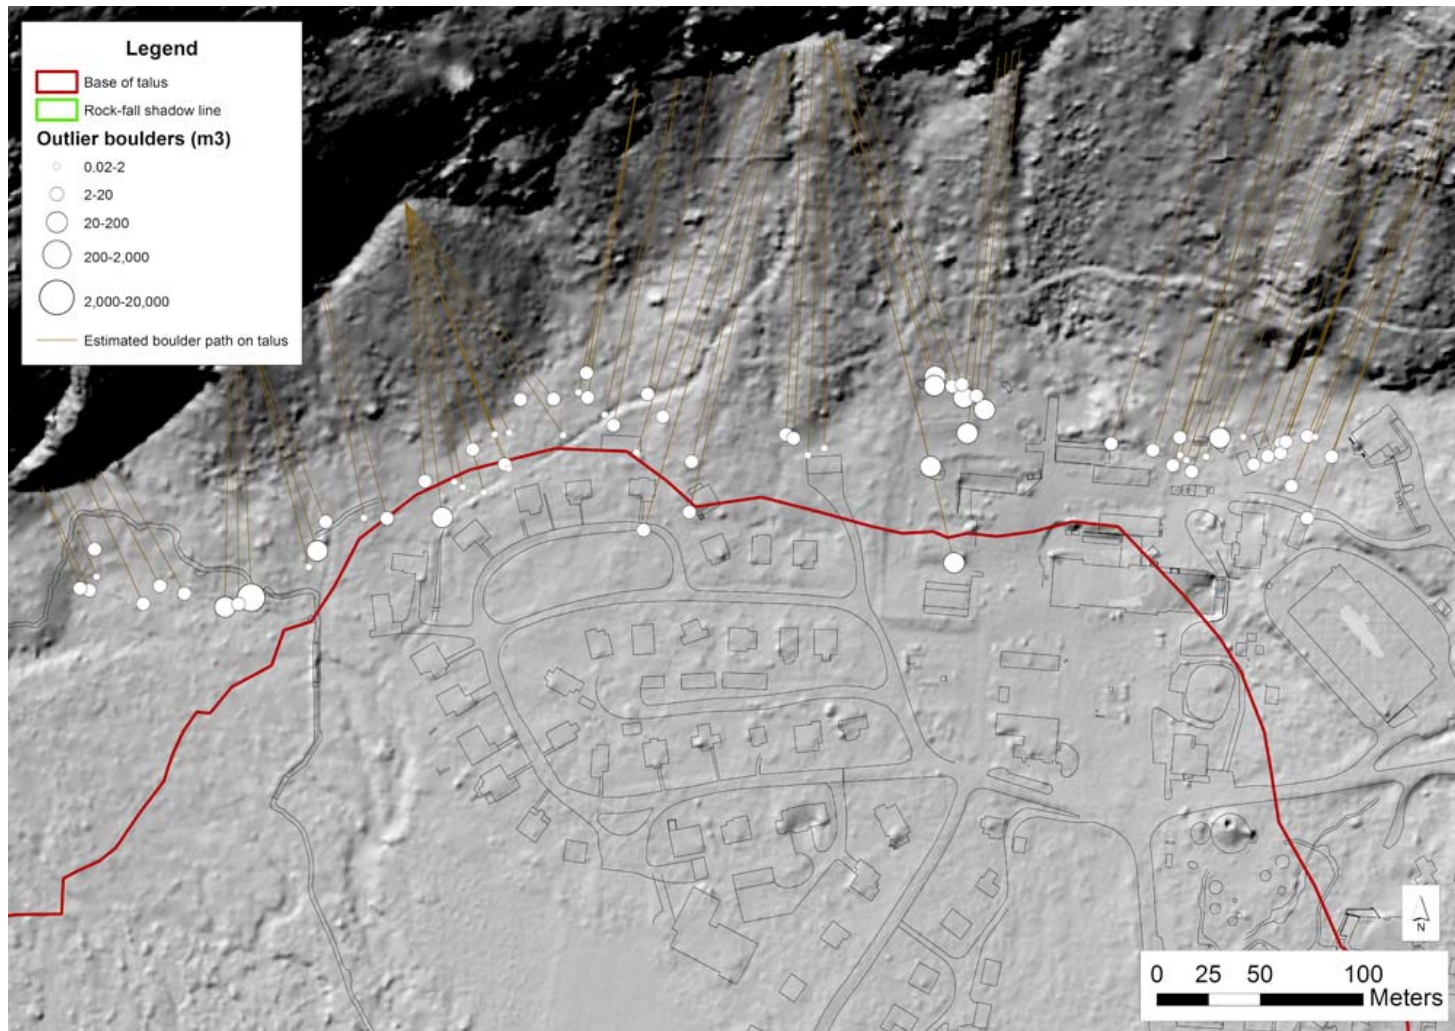 Legend
Base of talus
Rock-fall shadow line
Outlier boulders (m3)
0.02-2
2-20
20-200
200-2,000
2,000-20,000
Estimated boulder path on talus
N
0 25 50 100
Meters